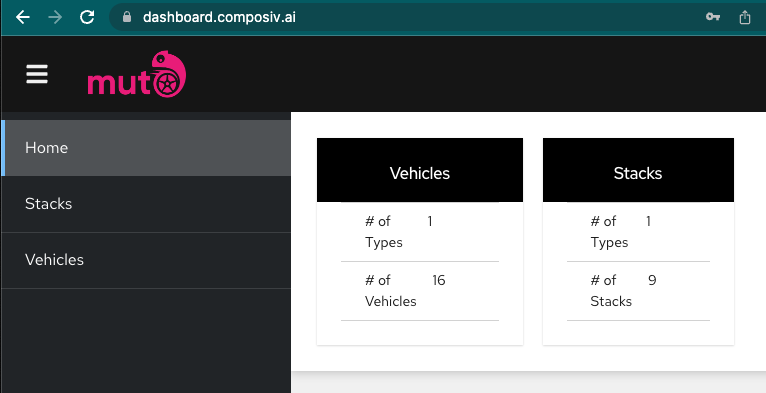 dashboard.composiv.ai
muto
Home
Stacks
Vehicles
Vehicles
# of Types 1
# of Vehicles 16
Stacks
# of Types 1
# of Stacks 9